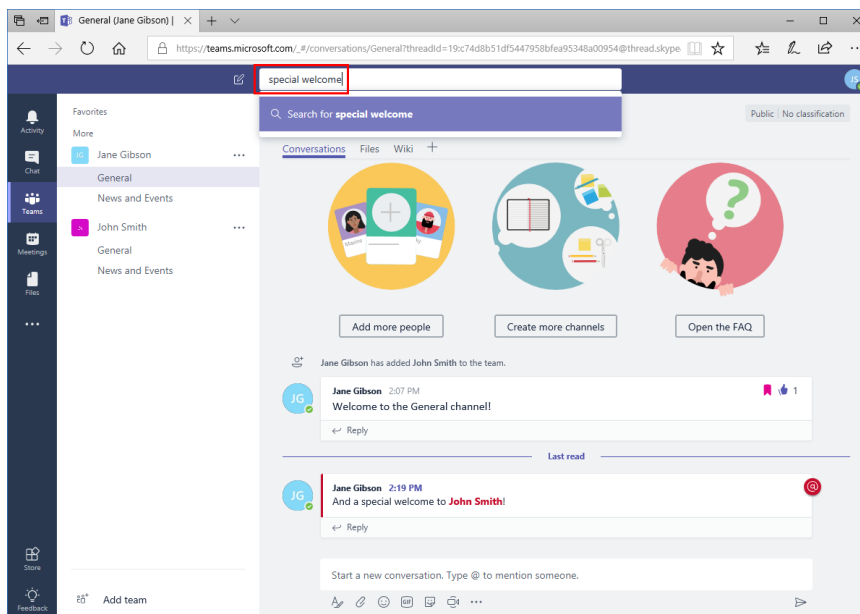 General (Jane Gibson) |
https://teams.microsoft.com/_#/conversations/General?threadId=19:c74d8b51df5447958bfea95348a00954@thread.skype
special welcome
JS
Search for special welcome
Activity
Chat
Teams
Meetings
Files
Store
Feedback
Favorites
More
JG Jane Gibson
General
News and Events
John Smith
General
News and Events
Add team
Public No classification
Conversations Files Wiki
Maxine
Add more people
Create more channels
Open the FAQ
Jane Gibson has added John Smith to the team.
JG
Jane Gibson 2:07 PM
1
Welcome to the General channel!
Reply
Last read
JG
Jane Gibson 2:19 PM
@
And a special welcome to John Smith!
Reply
Start a new conversation. Type @ to mention someone.
GIF